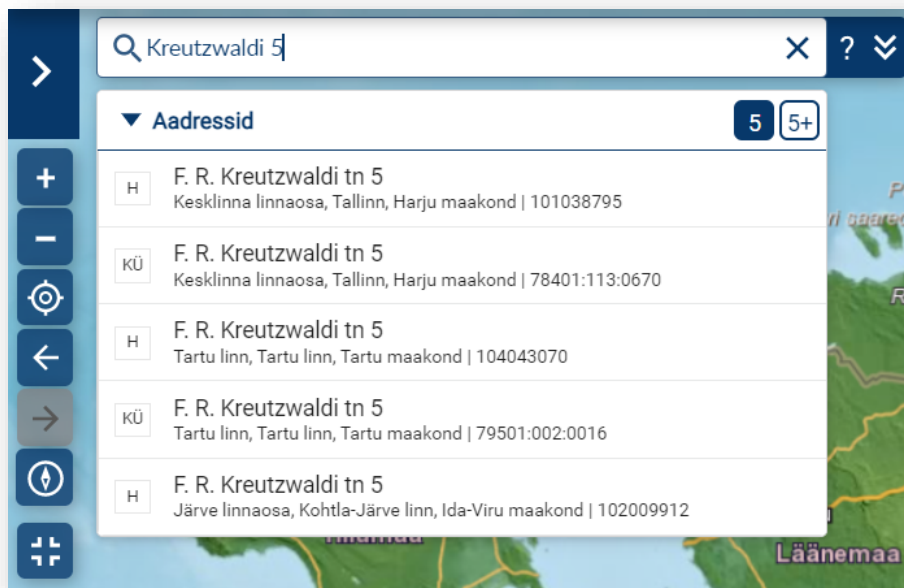 Kreutzwaldi 5
?
Aadressid
5
5+
H
F. R. Kreutzwaldi tn 5
Kesklinna linnaosa, Tallinn, Harju maakond | 101038795
KÜ
F. R. Kreutzwaldi tn 5
Kesklinna linnaosa, Tallinn, Harju maakond | 78401:113:0670
H
F. R. Kreutzwaldi tn 5
Tartu linn, Tartu linn, Tartu maakond | 104043070
KÜ
F. R. Kreutzwaldi tn 5
Tartu linn, Tartu linn, Tartu maakond | 79501:002:0016
H
F. R. Kreutzwaldi tn 5
Järve linnaosa, Kohtla-Järve linn, Ida-Viru maakond | 102009912
Läänemaa